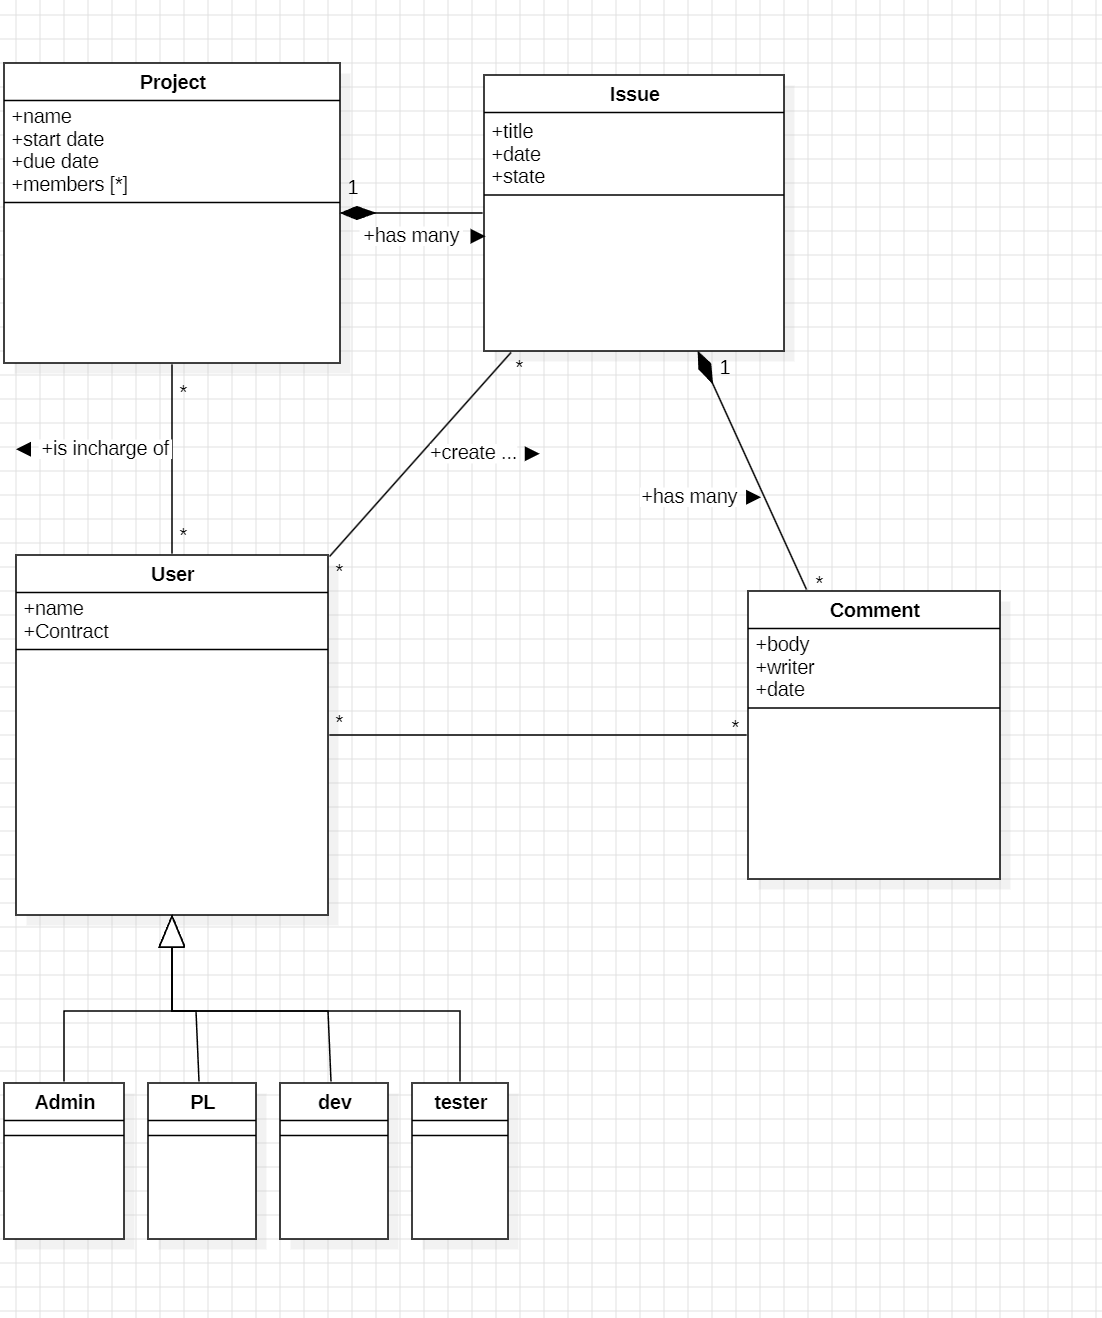 Project
+name
+start date
+due date
+members [*]
Issue
+title
+date
+state
1
+has many ►
*
*
1
◄ +is incharge of
+create ... ►
+has many ►
*
*
*
User
+name
+Contract
Comment
+body
+writer
+date
*
*
Admin
PL
dev
tester